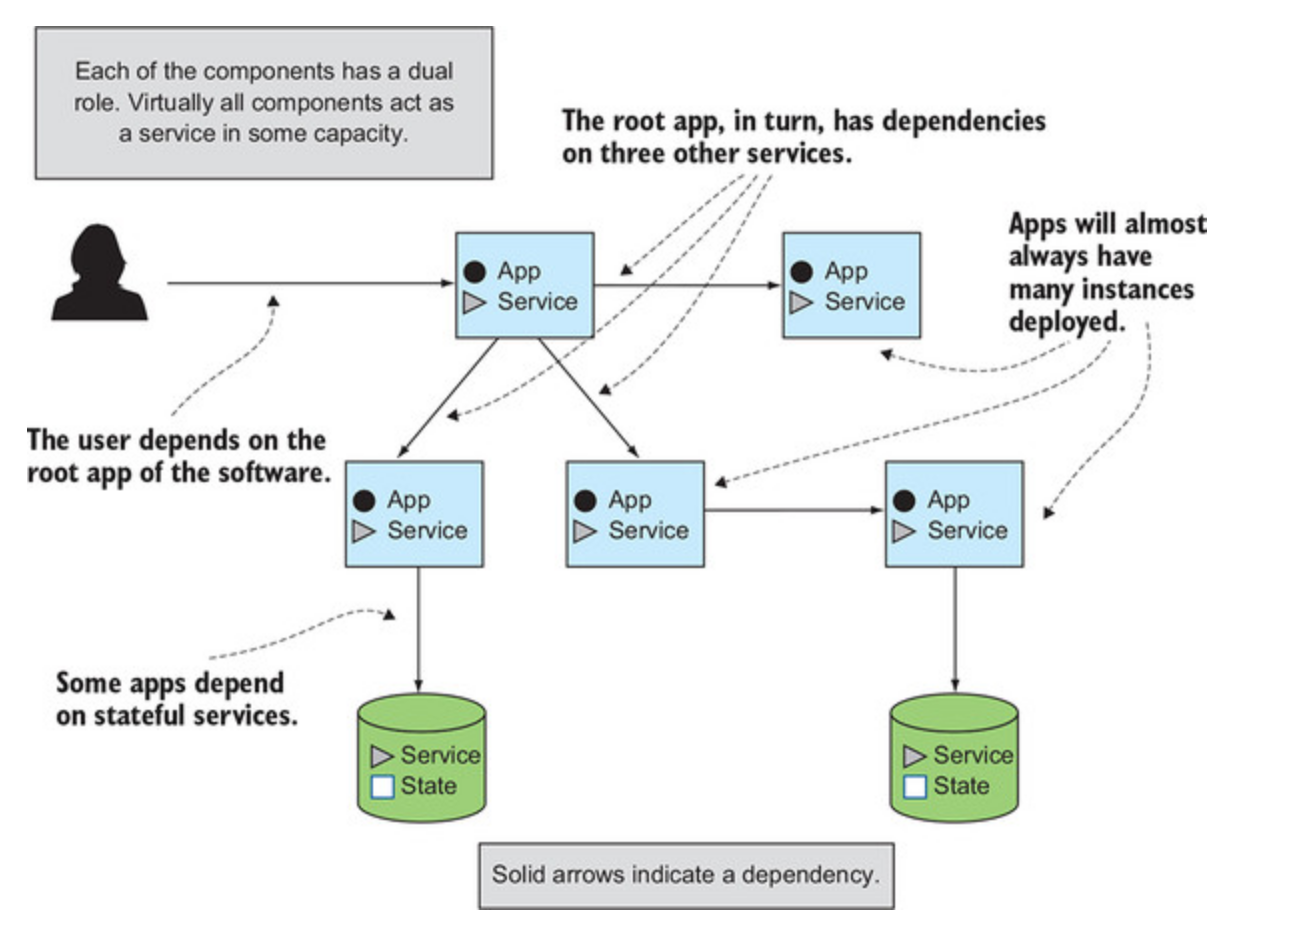 Each of the components has a dual
role. Virtually all components act as
a service in some capacity.
The root app, in turn, has dependencies
on three other services.
Apps will almost
always have
many instances
deployed.
App
Service
App
Service
The user depends on the
root app of the software.
App
Service
App
Service
App
Service
Some apps depend
on stateful services.
Service
State
Service
State
Solid arrows indicate a dependency.